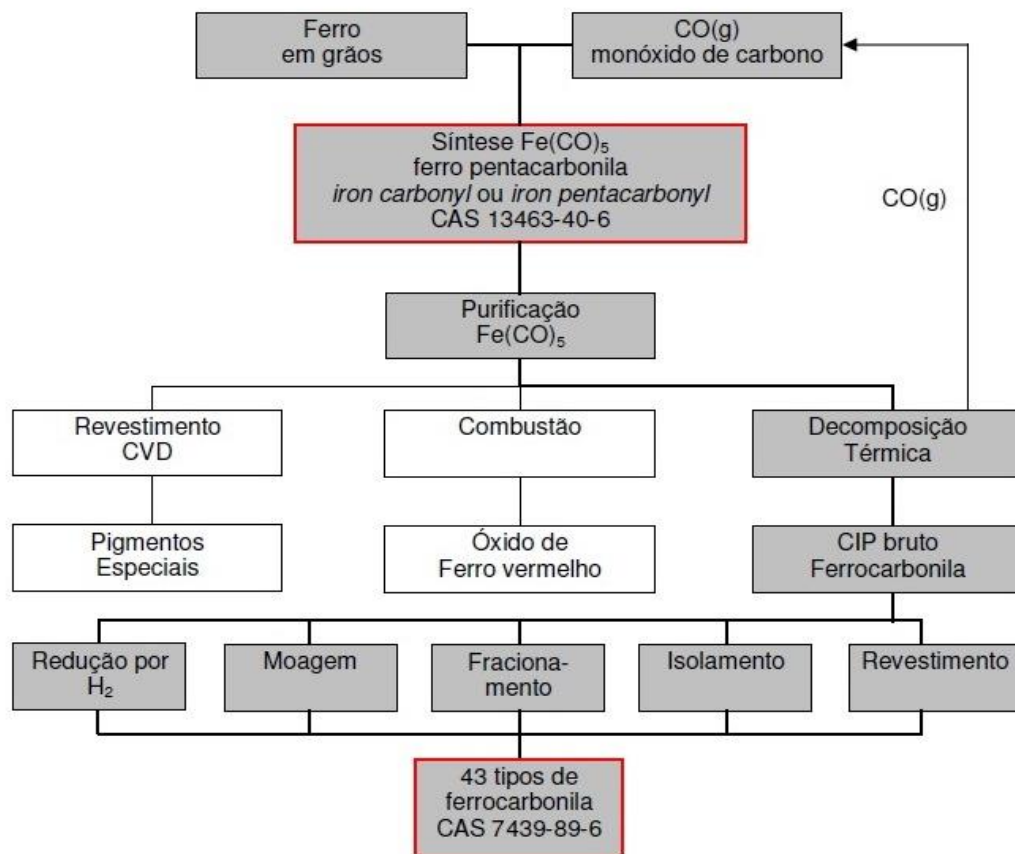 Ferro
em grãos
CO(g)
monóxido de carbono
Síntese Fe(CO)₅
ferro pentacarbonila
iron carbonyl ou iron pentacarbonyl
CAS 13463-40-6
CO(g)
Purificação
Fe(CO)₅
Revestimento
CVD
Combustão
Decomposição
Térmica
Pigmentos
Especiais
Óxido de
Ferro vermelho
CIP bruto
Ferrocarbonila
Redução por
H₂
Moagem
Fraciona-
mento
Isolamento
Revestimento
43 tipos de
ferrocarbonila
CAS 7439-89-6